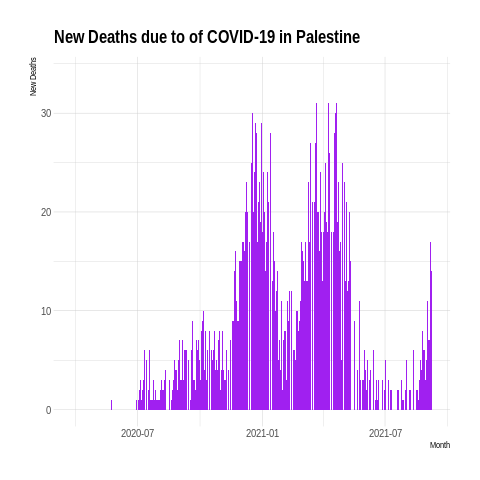 New Deaths due to of COVID-19 in Palestine
New Deaths
30
20
10
0
2020-07 2021-01 2021-07
Month